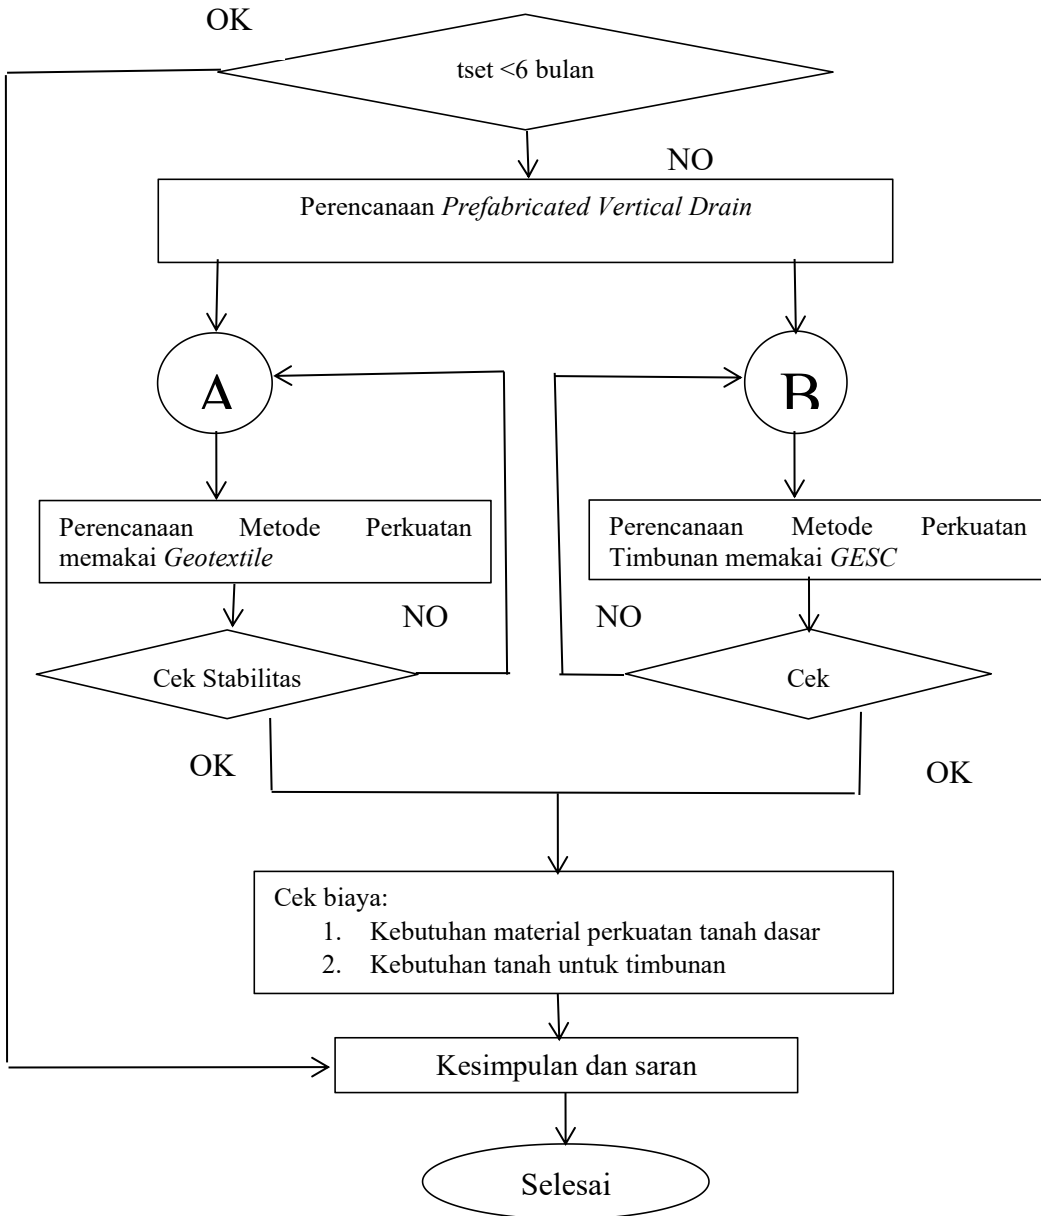 OK
tset <6 bulan
NO
Perencanaan Prefabricated Vertical Drain
A
B
Perencanaan Metode Perkuatan
memakai Geotextile
Perencanaan Metode Perkuatan
Timbunan memakai GESC
NO
NO
Cek Stabilitas
Cek
OK
OK
Cek biaya:
1. Kebutuhan material perkuatan tanah dasar
2. Kebutuhan tanah untuk timbunan
Kesimpulan dan saran
Selesai